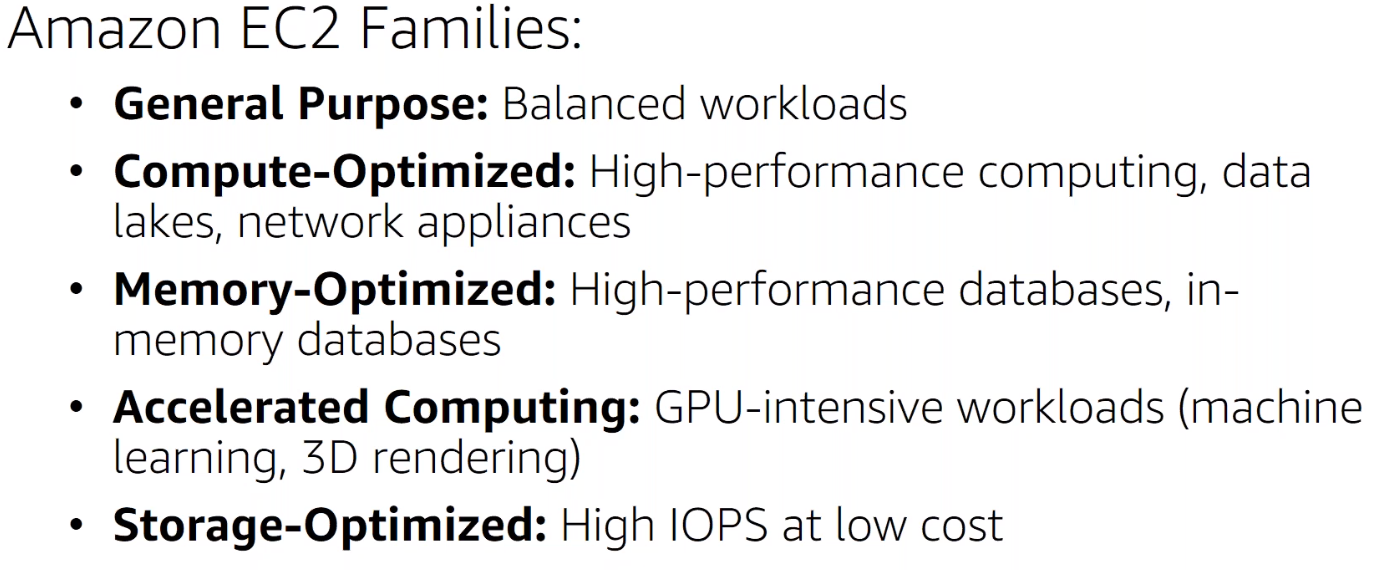 Amazon EC2 Families:
• General Purpose: Balanced workloads
• Compute-Optimized: High-performance computing, data
lakes, network appliances
• Memory-Optimized: High-performance databases, in-
memory databases
• Accelerated Computing: GPU-intensive workloads (machine
learning, 3D rendering)
• Storage-Optimized: High IOPS at low cost